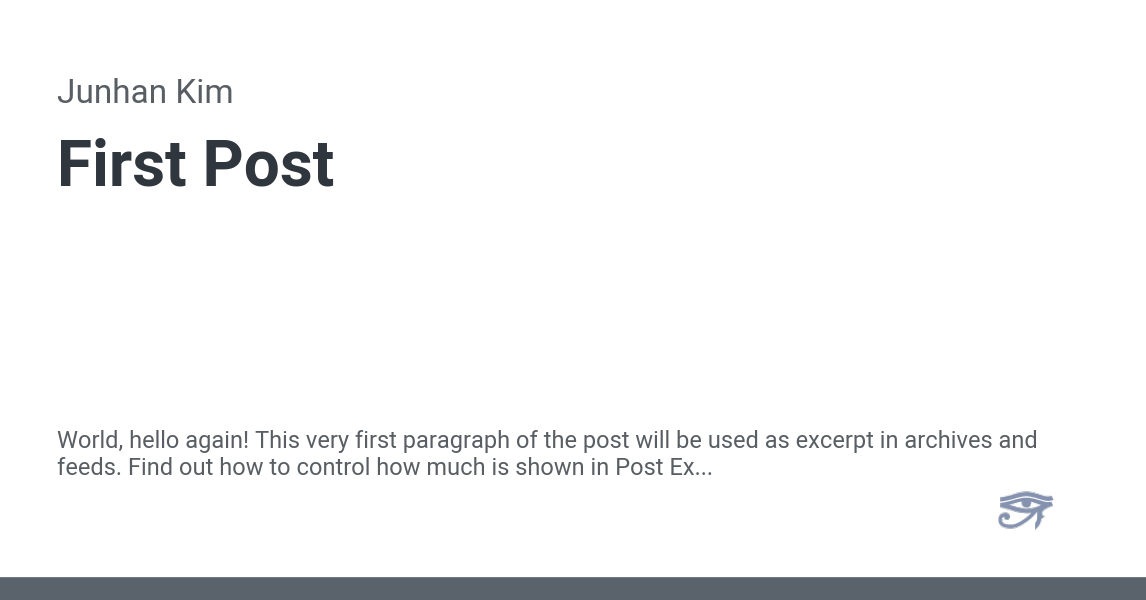 Junhan Kim
First Post
World, hello again! This very first paragraph of the post will be used as excerpt in archives and
feeds. Find out how to control how much is shown in Post Ex...